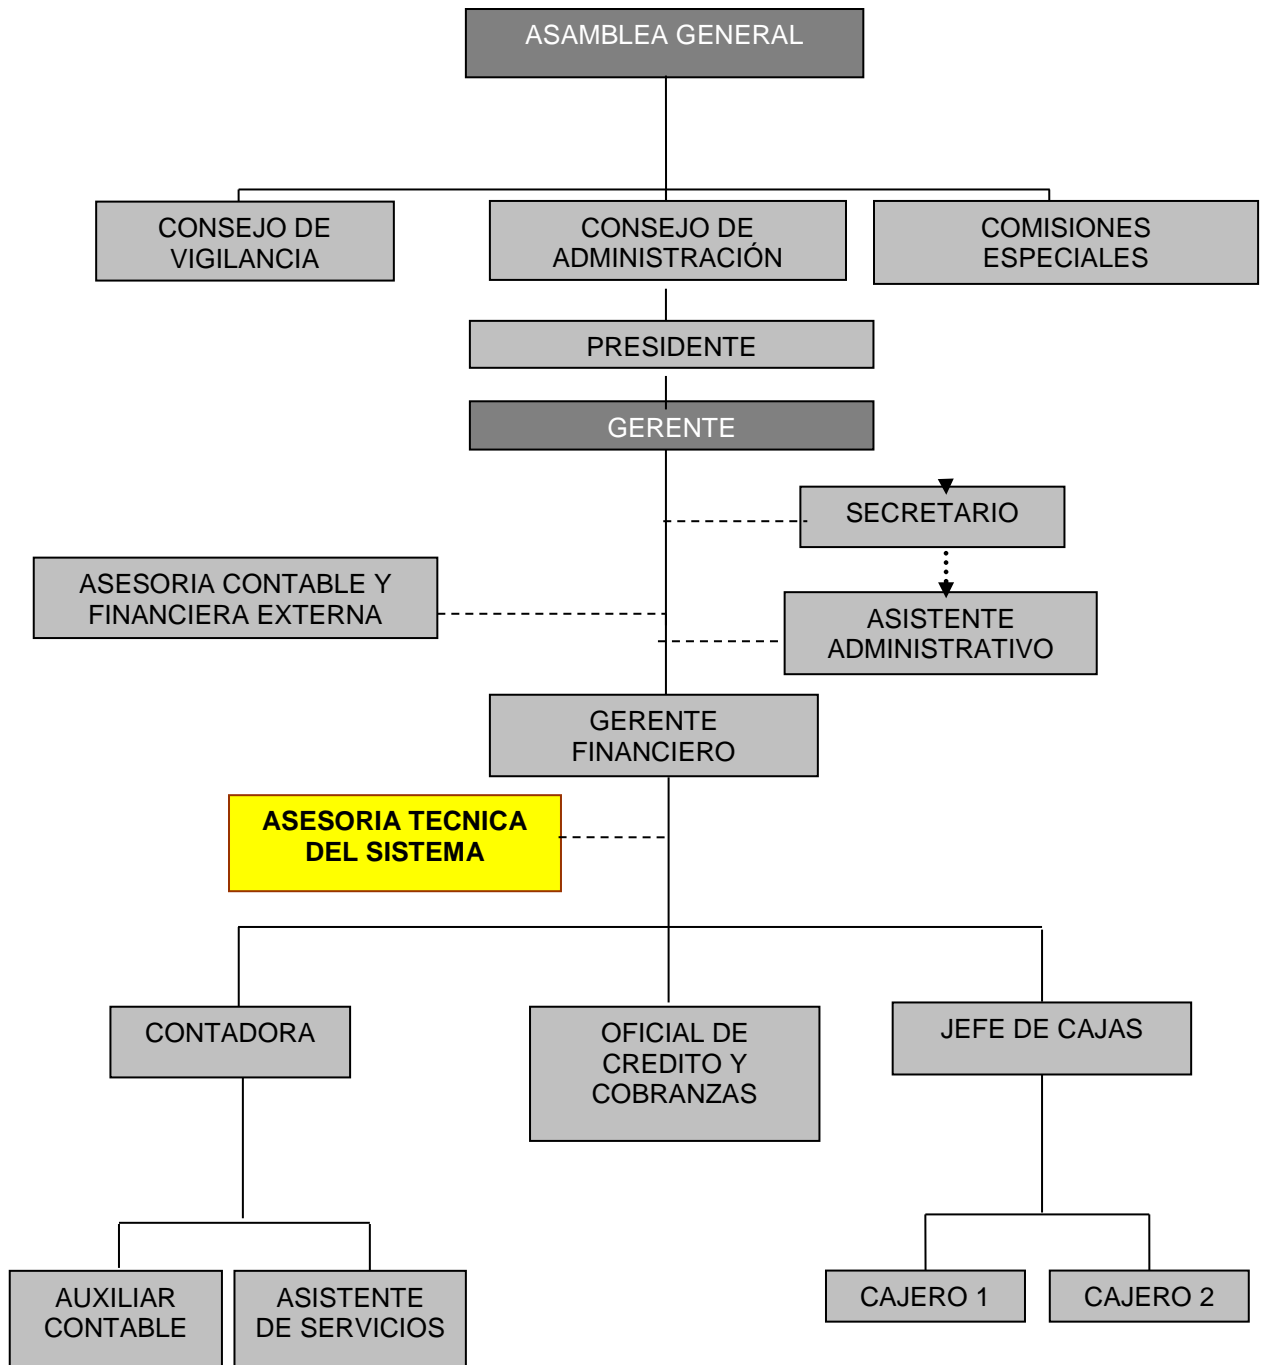 ASAMBLEA GENERAL
CONSEJO DE
VIGILANCIA
CONSEJO DE
ADMINISTRACIÓN
COMISIONES
ESPECIALES
PRESIDENTE
GERENTE
SECRETARIO
ASESORIA CONTABLE Y
FINANCIERA EXTERNA
ASISTENTE
ADMINISTRATIVO
GERENTE
FINANCIERO
ASESORIA TECNICA
DEL SISTEMA
CONTADORA
OFICIAL DE
CREDITO Y
COBRANZAS
JEFE DE CAJAS
AUXILIAR
CONTABLE
ASISTENTE
DE SERVICIOS
CAJERO 1
CAJERO 2